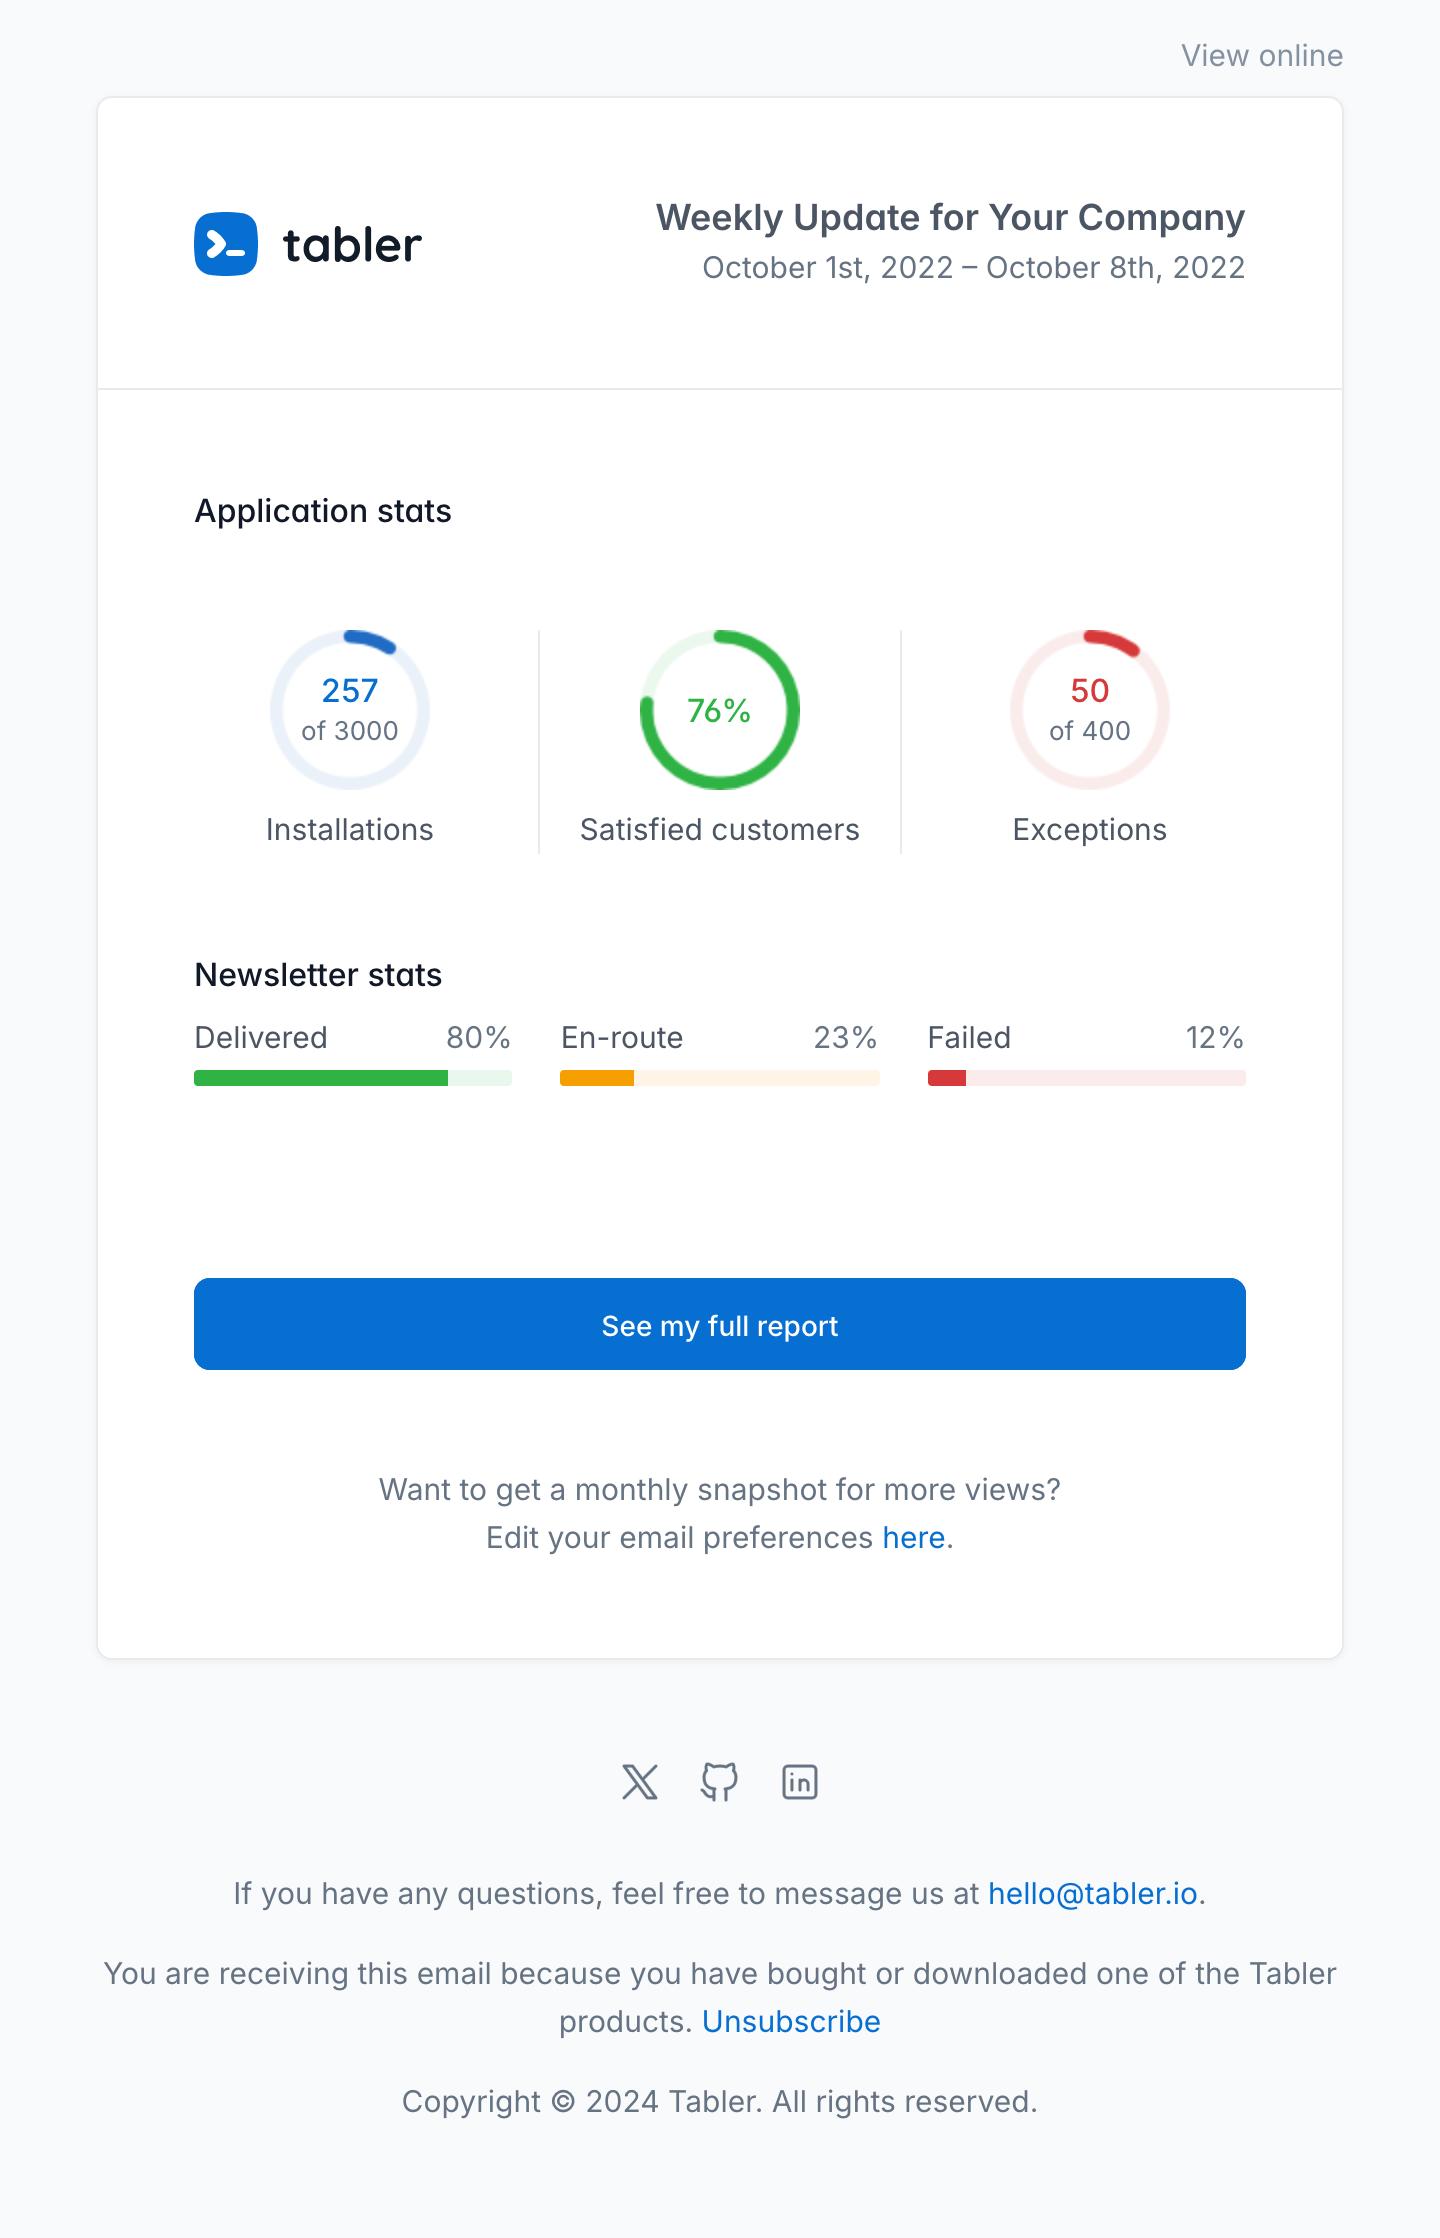 View online
tabler
Weekly Update for Your Company
October 1st, 2022 – October 8th, 2022
Application stats
257
of 3000
Installations
76%
Satisfied customers
50
of 400
Exceptions
Newsletter stats
Delivered 80%
En-route 23%
Failed 12%
See my full report
Want to get a monthly snapshot for more views?
Edit your email preferences here.
If you have any questions, feel free to message us at hello@tabler.io.
You are receiving this email because you have bought or downloaded one of the Tabler
products. Unsubscribe
Copyright © 2024 Tabler. All rights reserved.